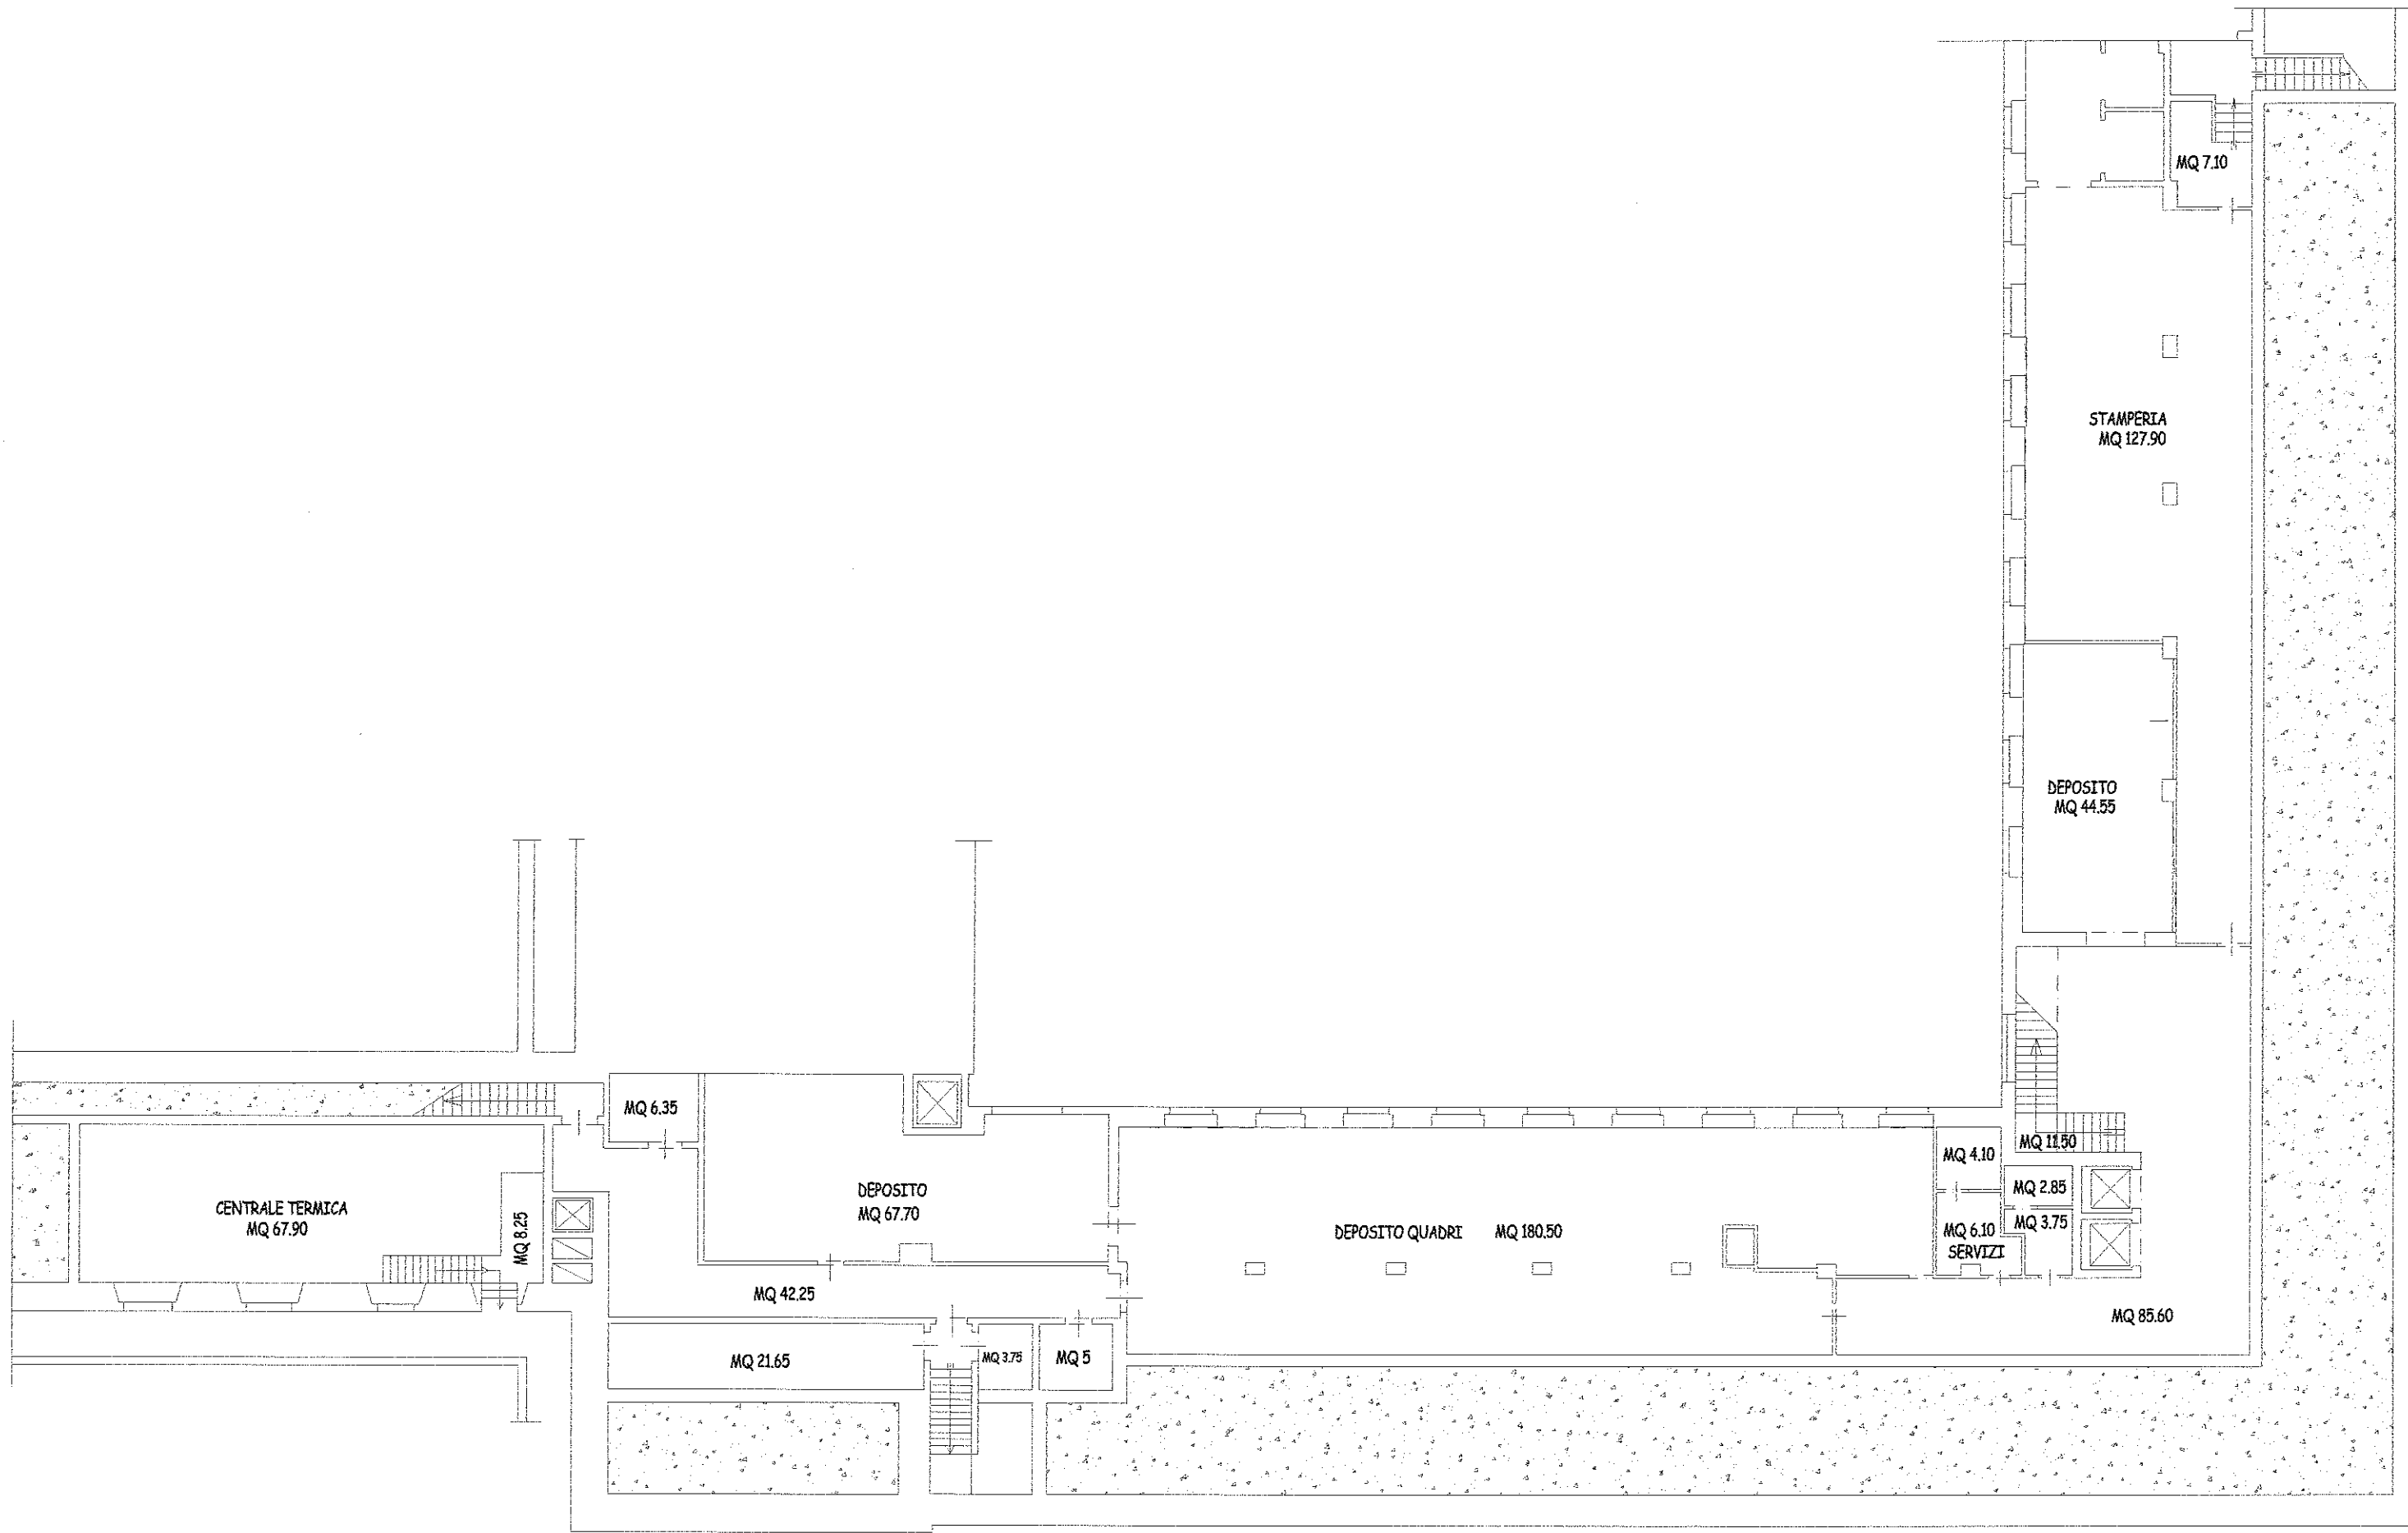 MQ 7.10
STAMPERIA
MQ 127.90
DEPOSITO
MQ 44.55
MQ 6.35
MQ 11.50
MQ 4.10
DEPOSITO
MQ 67.70
MQ 2.85
CENTRALE TERMICA
MQ 67.90
MQ 8.25
DEPOSITO QUADRI MQ 180.50
MQ 6.10
SERVIZI
MQ 3.75
MQ 42.25
MQ 85.60
MQ 21.65
MQ 3.75
MQ 5